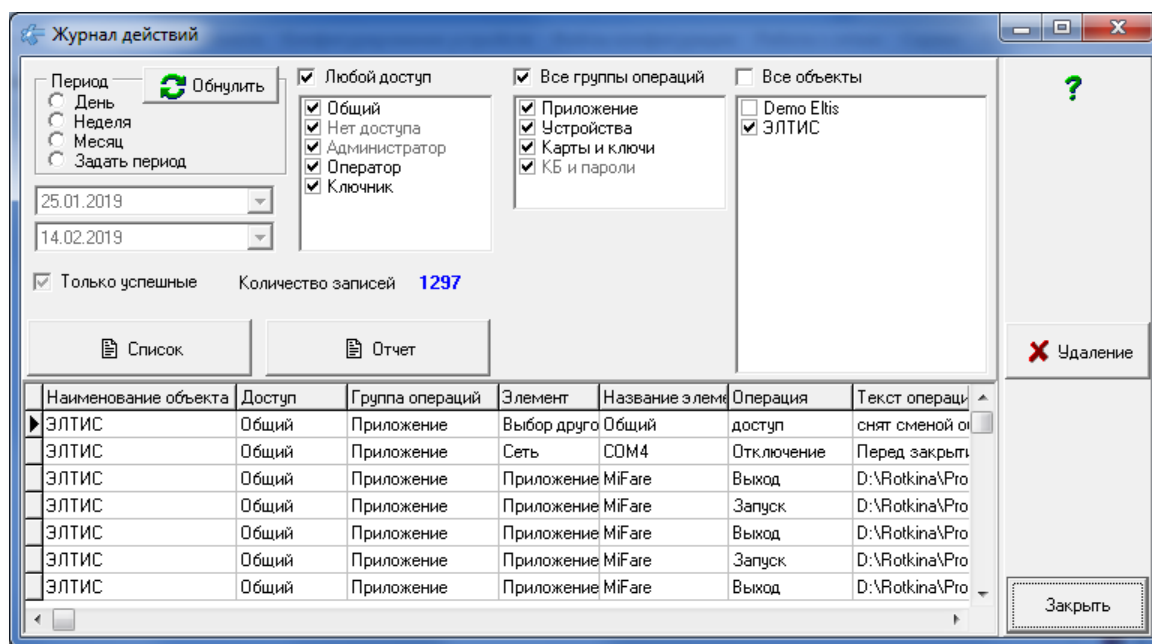 Журнал действий
Период
Обнулить
День
Неделя
Месяц
Задать период
25.01.2019
14.02.2019
Любой доступ
Общий
Нет доступа
Администратор
Оператор
Ключник
Все группы операций
Приложение
Устройства
Карты и ключи
КБ и пароли
Все объекты
Demo Eltis
ЭЛТИС
?
Только успешные Количество записей 1297
Список Отчет
Удаление
Наименование объекта Доступ Группа операций Элемент Название элеме Операция Текст операци
ЭЛТИС Общий Приложение Выбор друго Общий доступ снят сменой
ЭЛТИС Общий Приложение Сеть COM4 Отключение Перед закрыти
ЭЛТИС Общий Приложение Приложение MiFare Выход D:\Rotkina\Pro
ЭЛТИС Общий Приложение Приложение MiFare Запуск D:\Rotkina\Pro
ЭЛТИС Общий Приложение Приложение MiFare Выход D:\Rotkina\Pro
ЭЛТИС Общий Приложение Приложение MiFare Запуск D:\Rotkina\Pro
ЭЛТИС Общий Приложение Приложение MiFare Выход D:\Rotkina\Pro
Закрыть